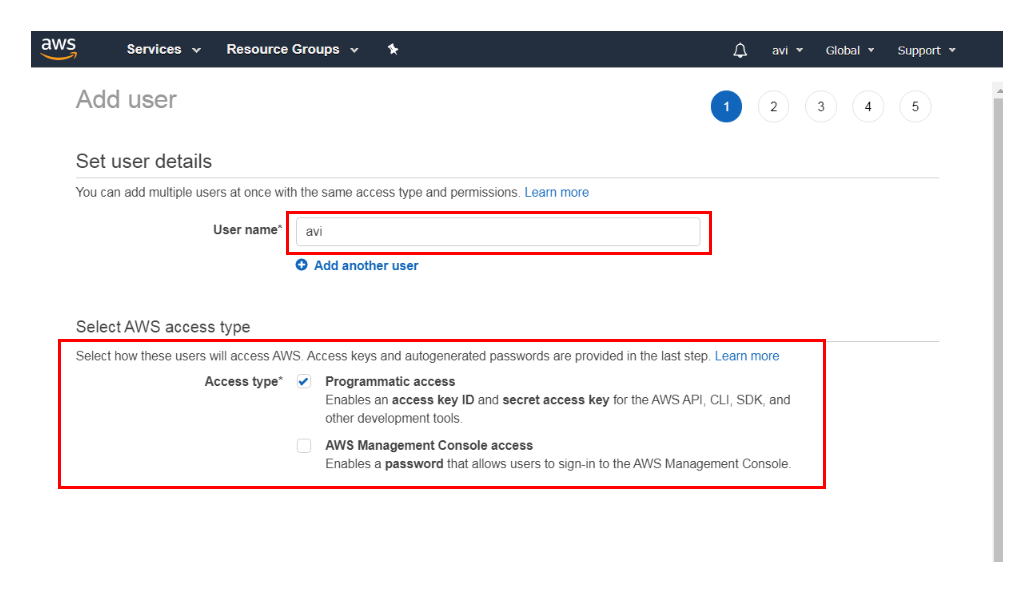 aws Services Resource Groups avi Global Support
Add user
1 2 3 4 5
Set user details
You can add multiple users at once with the same access type and permissions. Learn more
User name* avi
Add another user
Select AWS access type
Select how these users will access AWS. Access keys and autogenerated passwords are provided in the last step. Learn more
Access type* Programmatic access
Enables an access key ID and secret access key for the AWS API, CLI, SDK, and
other development tools.
AWS Management Console access
Enables a password that allows users to sign-in to the AWS Management Console.